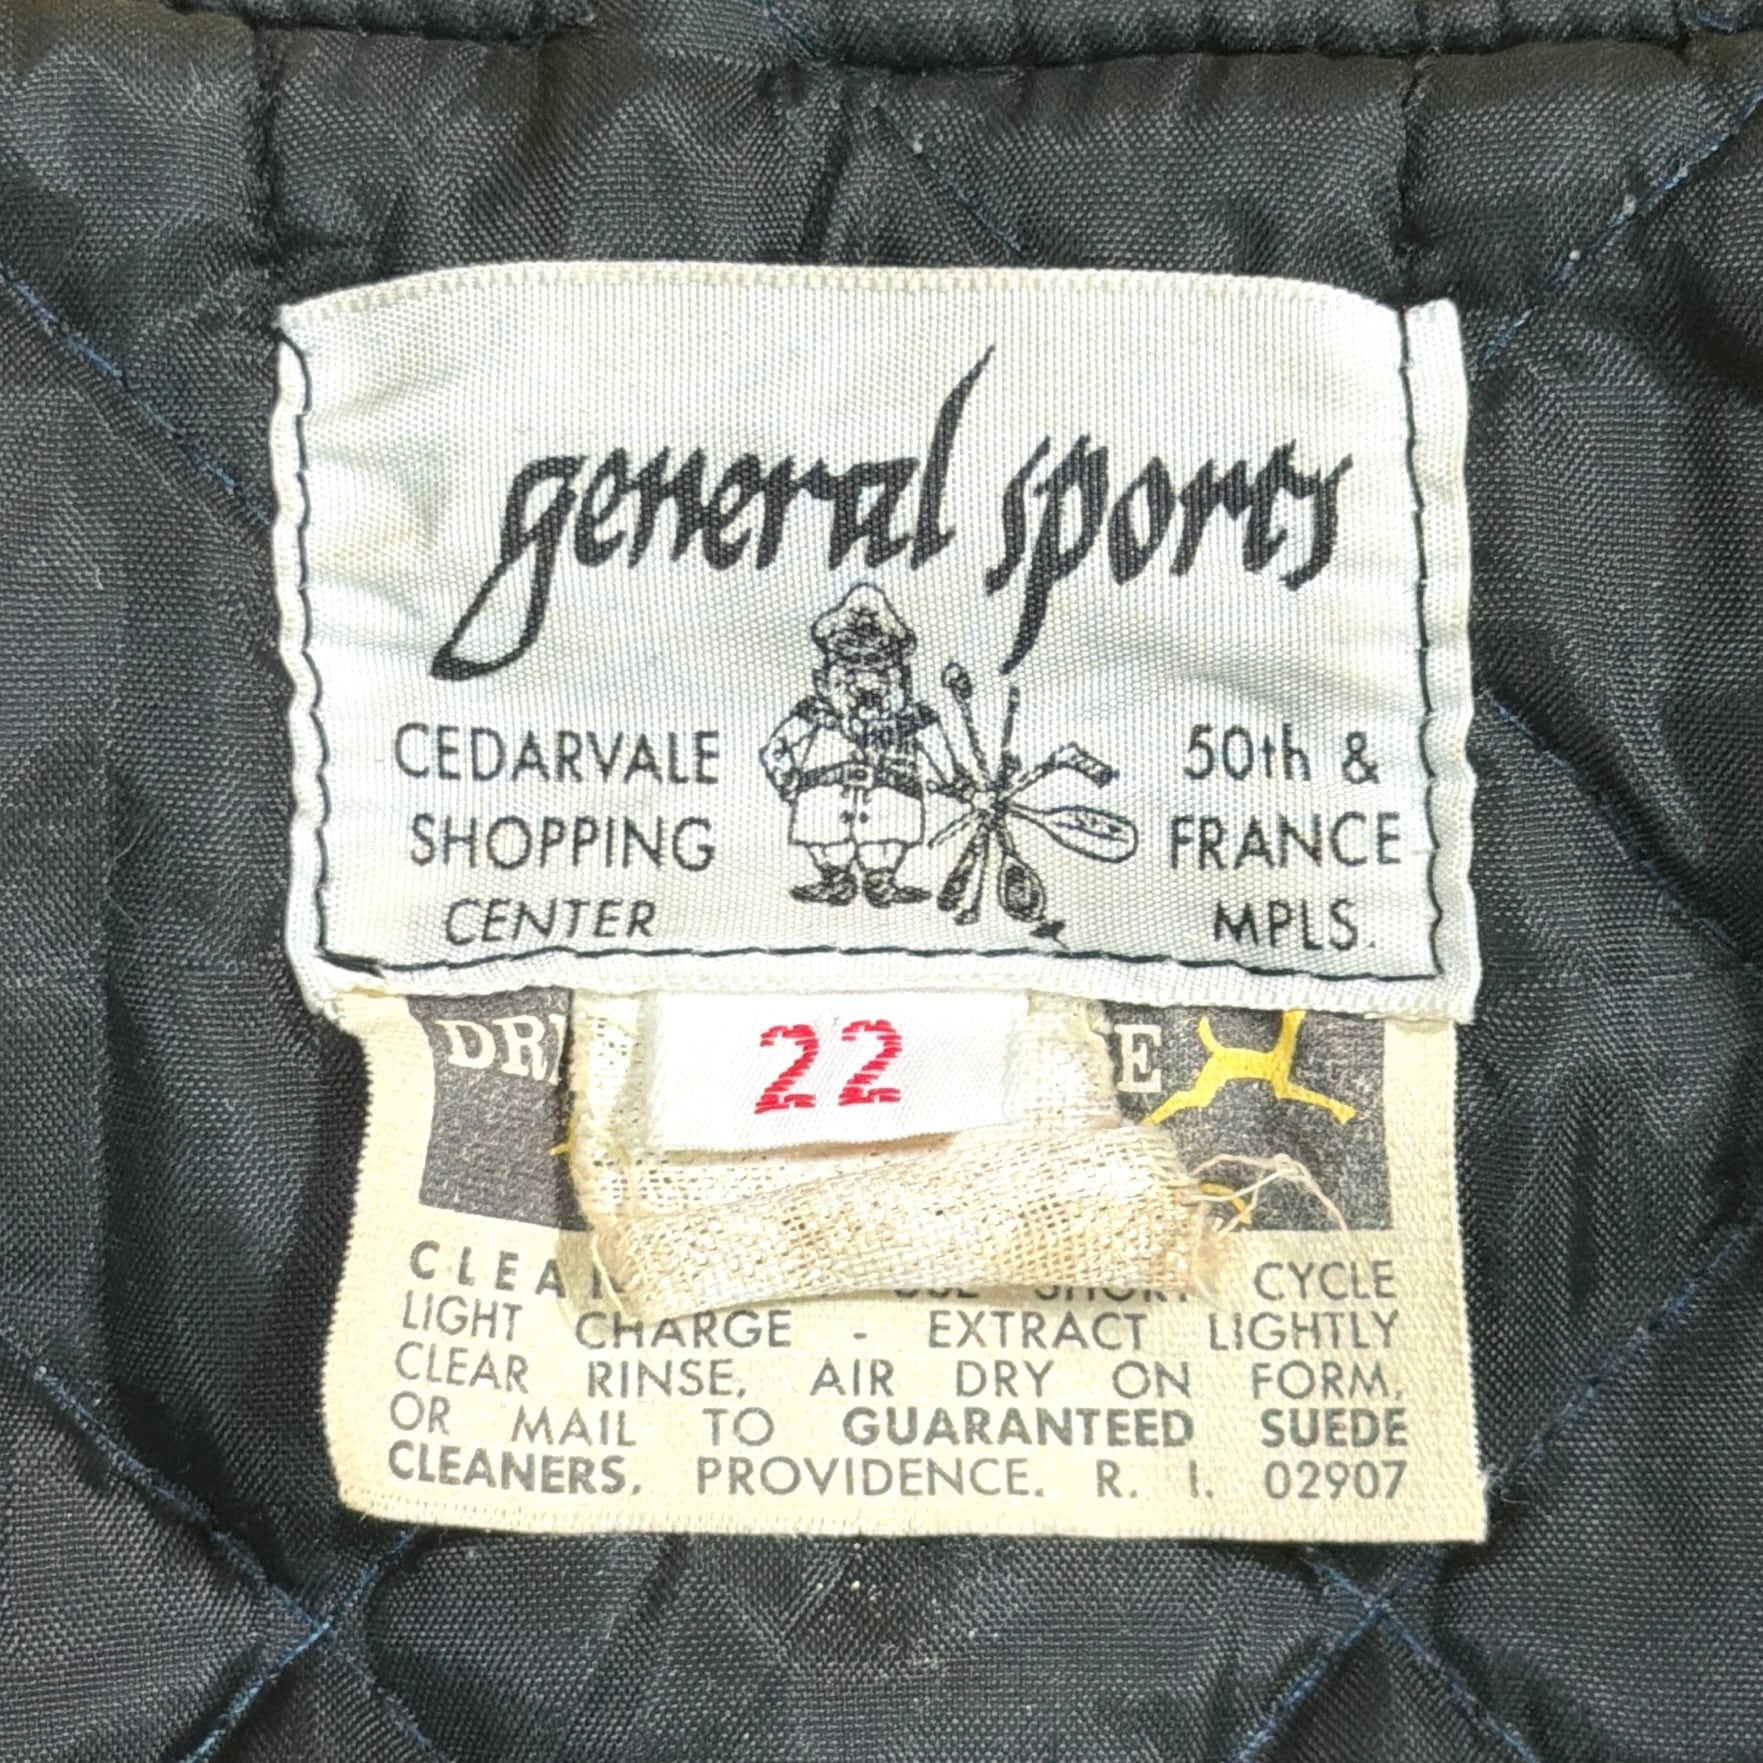 general sports
CEDARVALE
SHOPPING
CENTER
50th &
FRANCE
MPLS.
22
CYCLE
LIGHT CHARGE - EXTRACT LIGHTLY
CLEAR RINSE. AIR DRY ON FORM.
OR MAIL TO GUARANTEED SUEDE
CLEANERS. PROVIDENCE. R. I. 02907